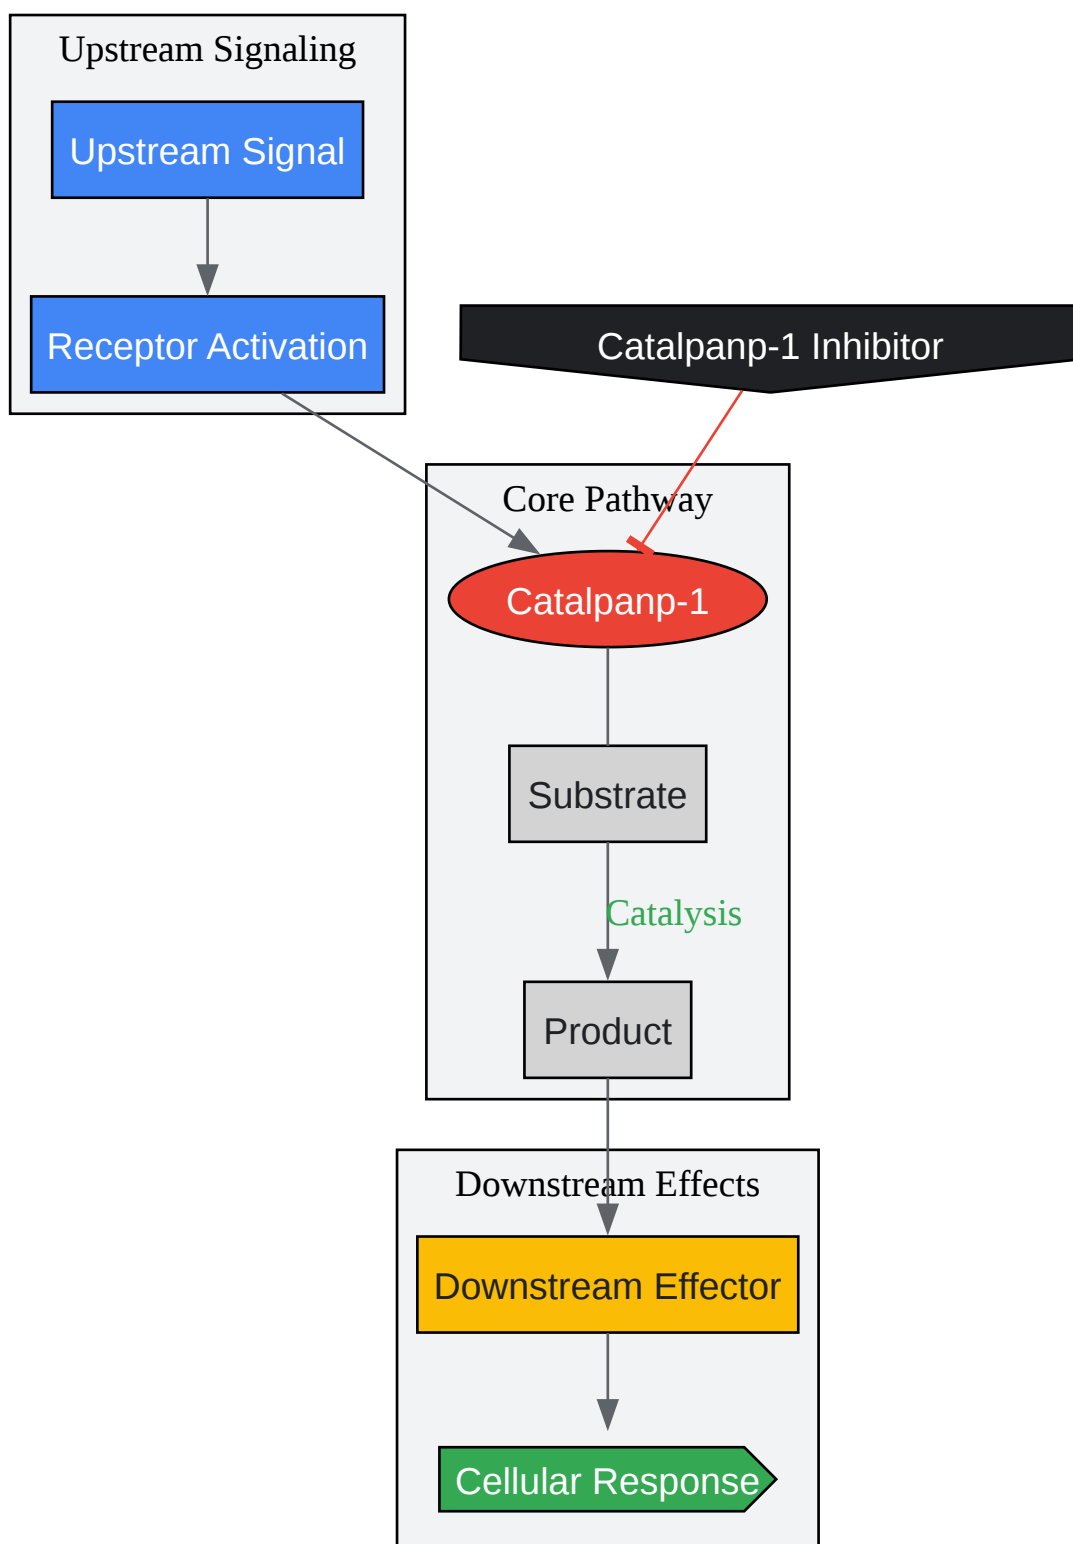 Upstream Signaling
Upstream Signal
Receptor Activation
Catalpanp-1 Inhibitor
Core Pathway
Catalpanp-1
Substrate
Catalysis
Product
Downstream Effects
Downstream Effector
Cellular Response